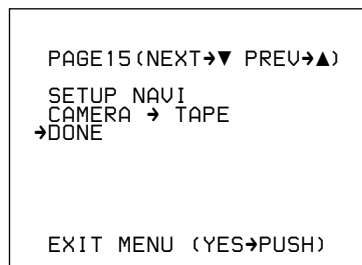 PAGE15(NEXT➔▼ PREV➔▲)
SETUP NAVI
CAMERA ➔ TAPE
➔DONE
EXIT MENU (YES➔PUSH)